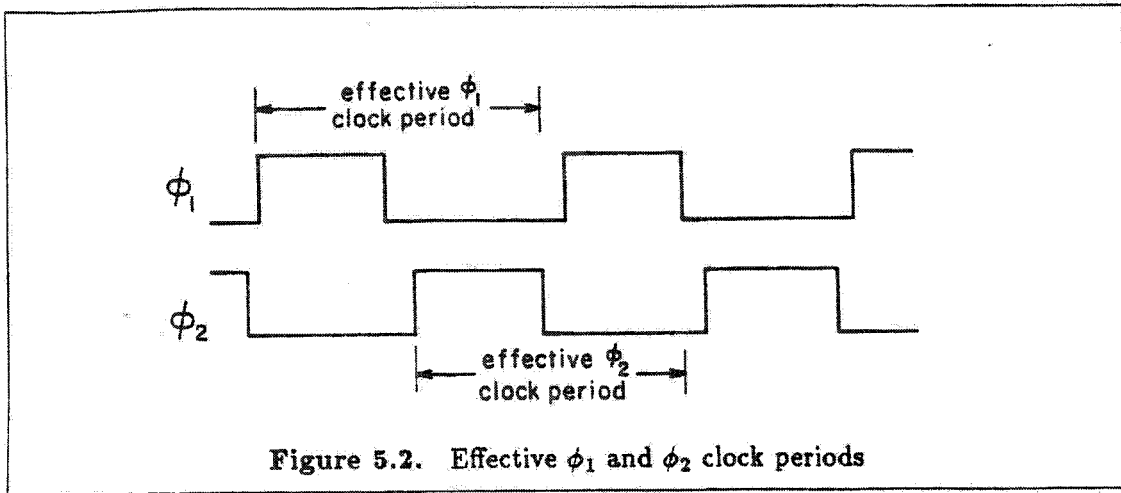 effective ϕ₁
clock period
ϕ₁
ϕ₂
effective ϕ₂
clock period
Figure 5.2. Effective ϕ₁ and ϕ₂ clock periods